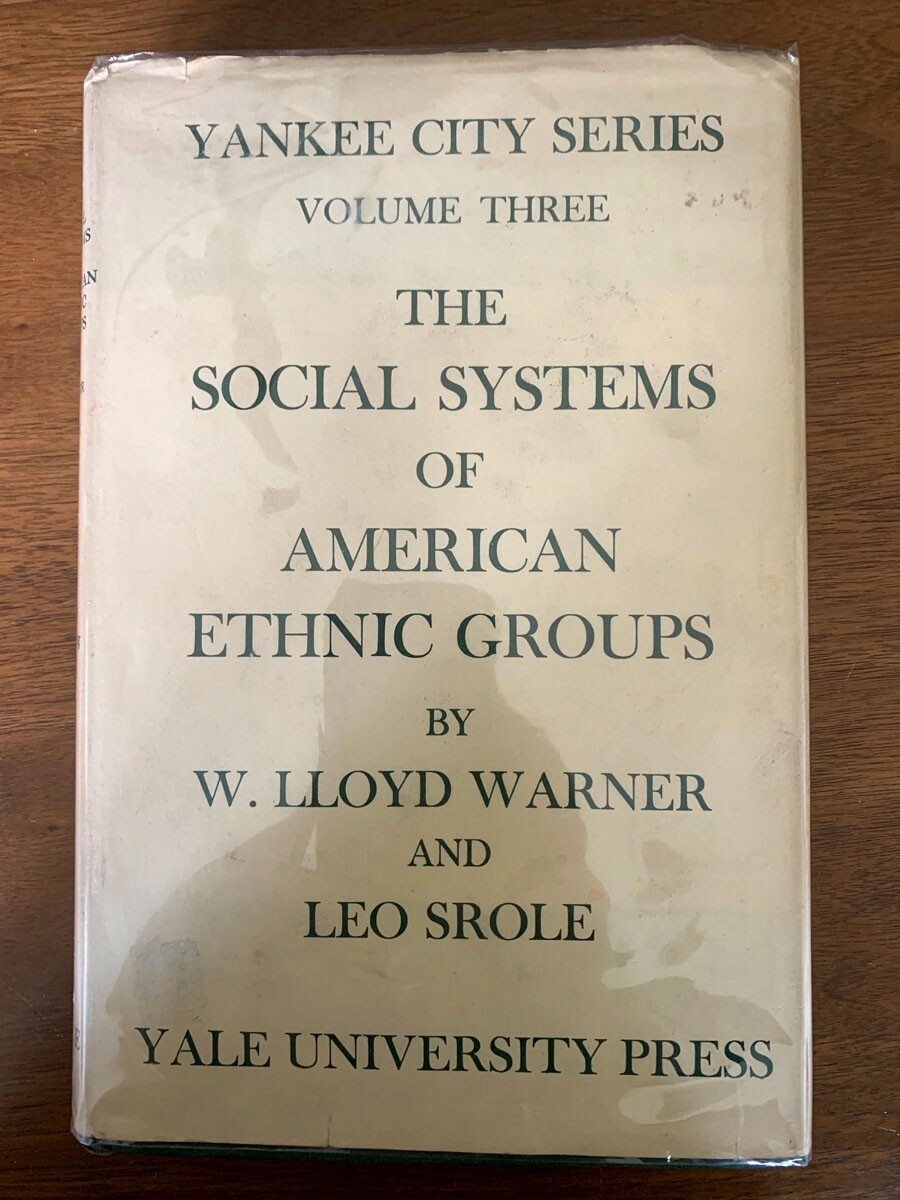 YANKEE CITY SERIES
VOLUME THREE
THE
SOCIAL SYSTEMS
OF
AMERICAN
ETHNIC GROUPS
BY
W. LLOYD WARNER
AND
LEO SROLE
YALE UNIVERSITY PRESS